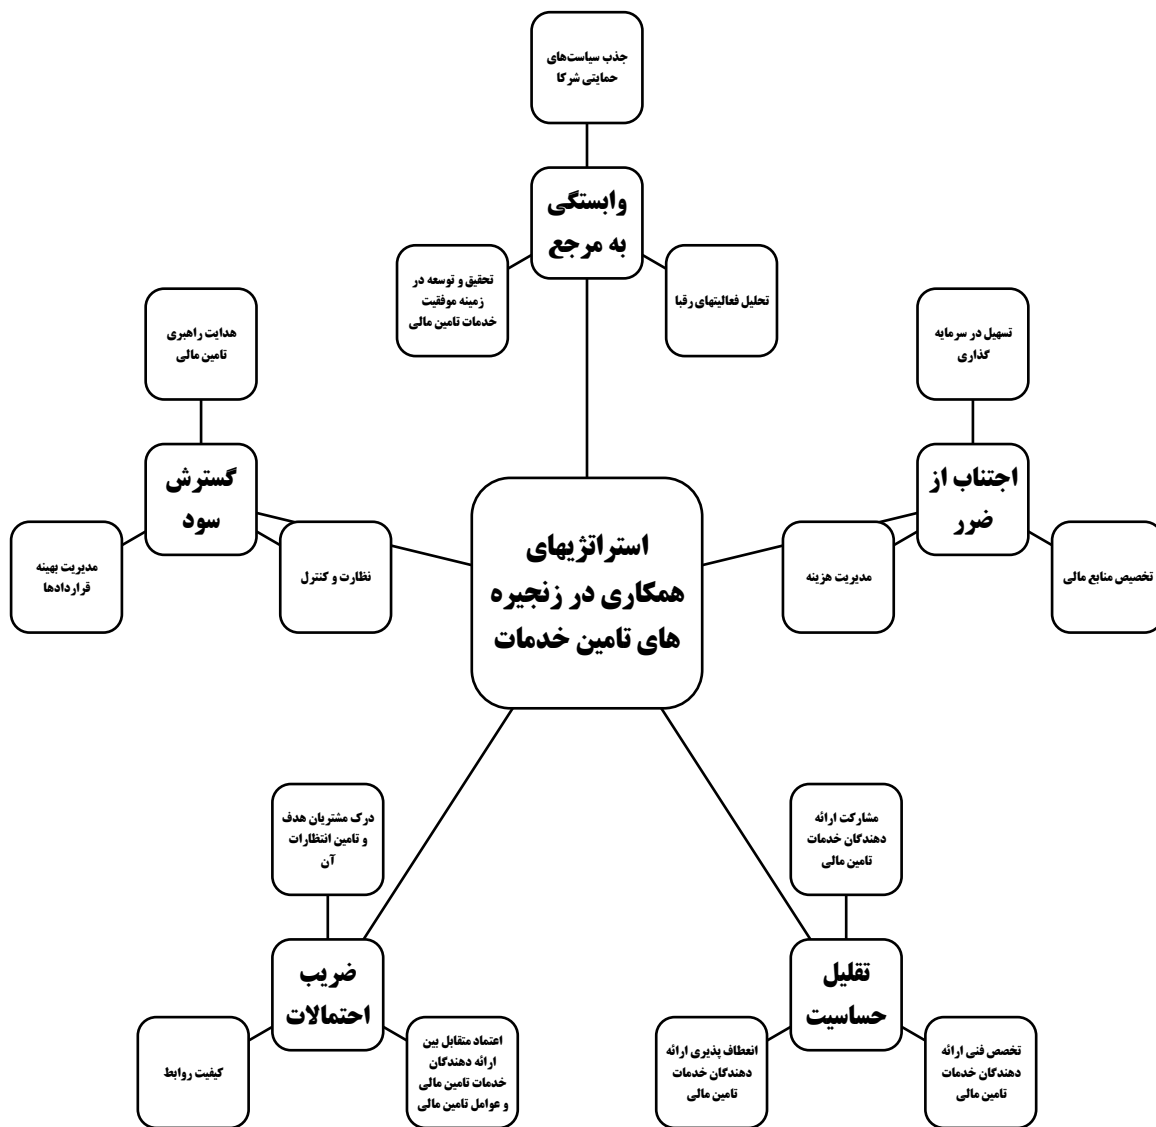 جذب سیاست‌های
حمایتی شرکا
وابستگی
به مرجع
تحقیق و توسعه در
زمینه موفقیت
خدمات تامین مالی
تحلیل فعالیتهای رقبا
تسهیل در سرمایه
گذاری
اجتناب از
ضرر
مدیریت هزینه
تخصیص منابع مالی
هدایت راهبری
تامین مالی
گسترش
سود
مدیریت بهینه
قراردادها
نظارت و کنترل
استراتژیهای
همکاری در زنجیره
های تامین خدمات
مشارکت ارائه
دهندگان خدمات
تامین مالی
تقلیل
حساسیت
انعطاف پذیری ارائه
دهندگان خدمات
تامین مالی
تخصص فنی ارائه
دهندگان خدمات
تامین مالی
درک مشتریان هدف
و تامین انتظارات
آن
ضریب
احتمالات
کیفیت روابط
اعتماد متقابل بین
ارائه دهندگان
خدمات تامین مالی
و عوامل تامین مالی